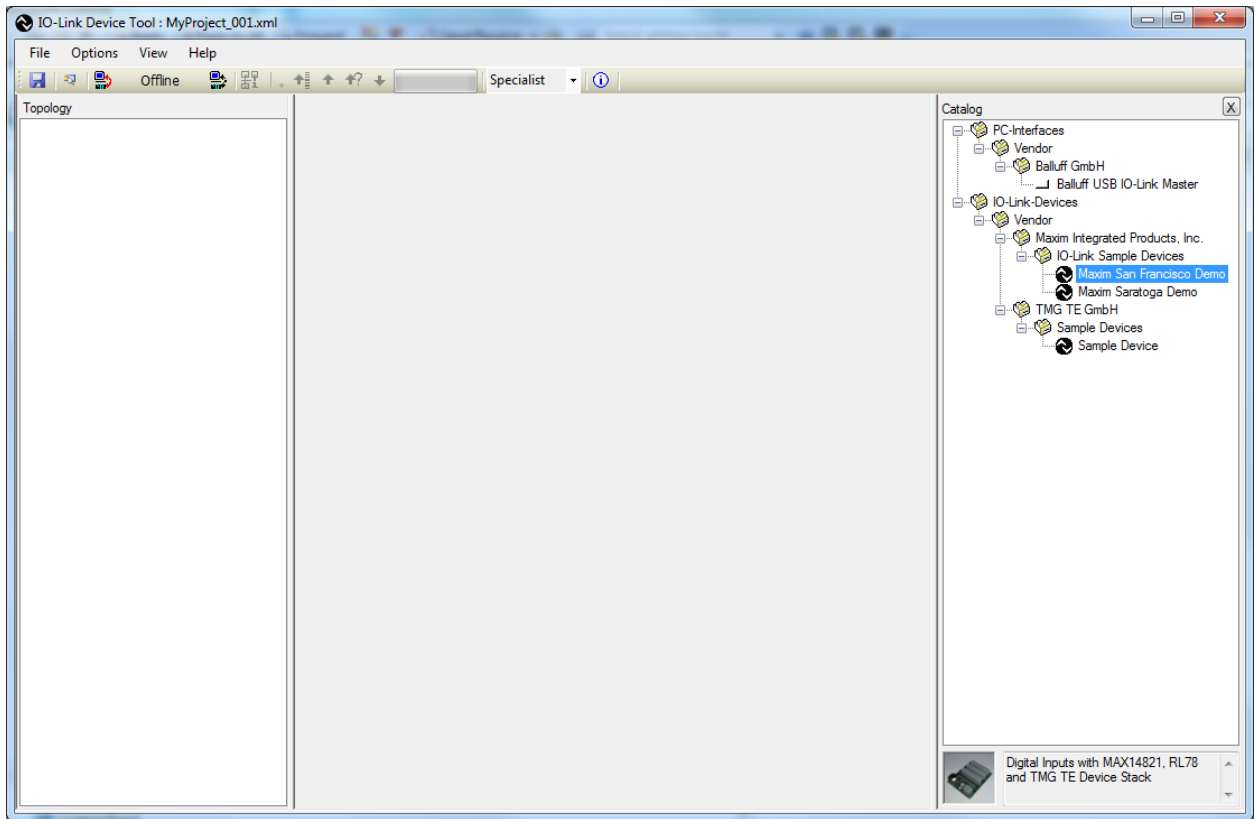 IO-Link Device Tool : MyProject_001.xml
File Options View Help
Offline Specialist
Topology
Catalog
PC-Interfaces
Vendor
Balluff GmbH
Balluff USB IO-Link Master
IO-Link-Devices
Vendor
Maxim Integrated Products, Inc.
IO-Link Sample Devices
Maxim San Francisco Demo
Maxim Saratoga Demo
TMG TE GmbH
Sample Devices
Sample Device
Digital Inputs with MAX14821, RL78
and TMG TE Device Stack